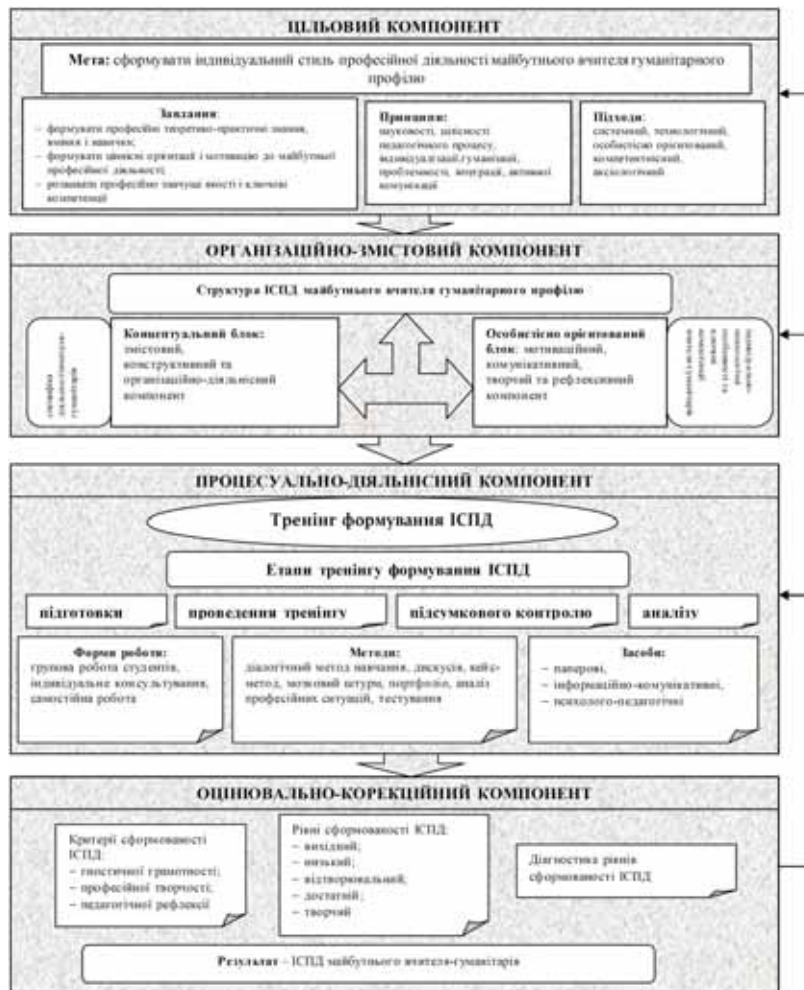 ЦІЛЬОВИЙ КОМПОНЕНТ
Мета: сформувати індивідуальний стиль професійної діяльності майбутнього вчителя гуманітарного
профілю
Завдання:
– формувати професійно теоретико-практичні знання,
вміння і навички;
– формувати ціннісні орієнтації і мотивацію до майбутньої
професійної діяльності;
– розвивати професійно значущі якості і ключові
компетенції
Принципи:
науковості, цілісності
педагогічного процесу,
індивідуалізації, гуманізації,
проблемності, інтеграції, активної
комунікації
Підходи:
системний, технологічний,
особистісно орієнтований,
компетентнісний,
аксіологічний
ОРГАНІЗАЦІЙНО-ЗМІСТОВИЙ КОМПОНЕНТ
Структура ІСПД майбутнього вчителя гуманітарного профілю
специфіка
гуманітарів
Концептуальний блок:
змістовий,
конструктивний та
організаційно-діяльнісний
компонент
Особистісно орієнтований
блок: мотиваційний,
комунікативний,
творчий та рефлексивний
компонент
ПРОЦЕСУАЛЬНО-ДІЯЛЬНІСНИЙ КОМПОНЕНТ
Тренінг формування ІСПД
Етапи тренінгу формування ІСПД
підготовки
проведення тренінгу
підсумкового контролю
аналізу
Форми роботи:
групова робота студентів,
індивідуальне консультування,
самостійна робота
Методи:
діалогічний метод навчання, дискусія, кейс-
метод, мозковий штурм, портфоліо, аналіз
професійних ситуацій, тестування
Засоби:
– паперові,
– інформаційно-комунікативні,
– психолого-педагогічні
ОЦІНЮВАЛЬНО-КОРЕКЦІЙНИЙ КОМПОНЕНТ
Критерії сформованості
ІСПД:
– гностичної грамотності;
– професійної творчості;
– педагогічної рефлексії
Рівні сформованості ІСПД:
– вихідний;
– низький;
– відтворювальний;
– достатній;
– творчий
Діагностика рівнів
сформованості ІСПД
Результат – ІСПД майбутнього вчителя-гуманітарія